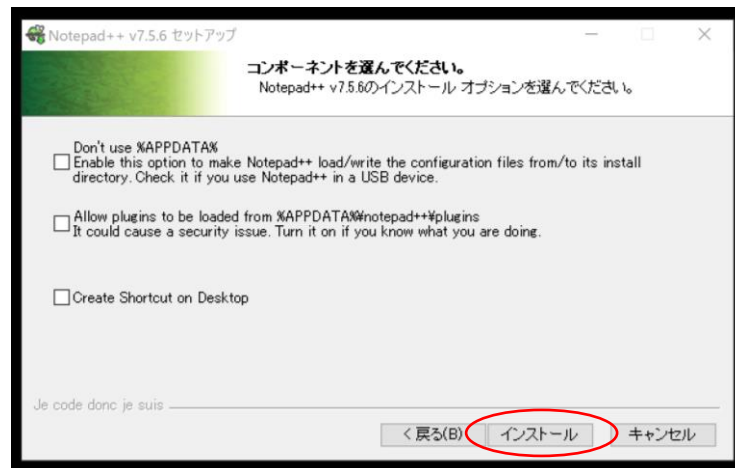 Notepad++ v7.5.6 セットアップ
コンポーネントを選んでください。
Notepad++ v7.5.6のインストール オプションを選んでください。
Don't use %APPDATA%
Enable this option to make Notepad++ load/write the configuration files from/to its install
directory. Check it if you use Notepad++ in a USB device.
Allow plugins to be loaded from %APPDATA%¥notepad++¥plugins
It could cause a security issue. Turn it on if you know what you are doing.
Create Shortcut on Desktop
Je code donc je suis
< 戻る(B) インストール キャンセル